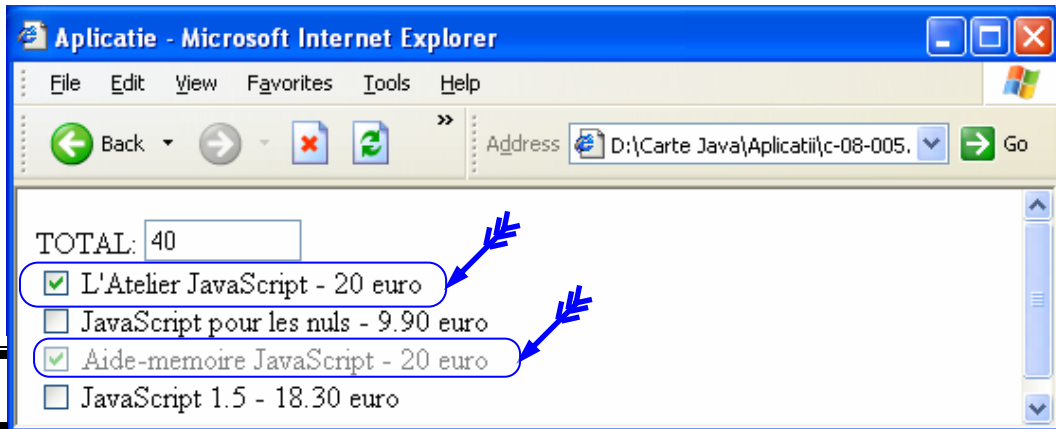 Aplicatie - Microsoft Internet Explorer
File Edit View Favorites Tools Help
Back » Address D:\Carte Java\Aplicatii\c-08-005. Go
TOTAL: 40
L'Atelier JavaScript - 20 euro
JavaScript pour les nuls - 9.90 euro
Aide-memoire JavaScript - 20 euro
JavaScript 1.5 - 18.30 euro